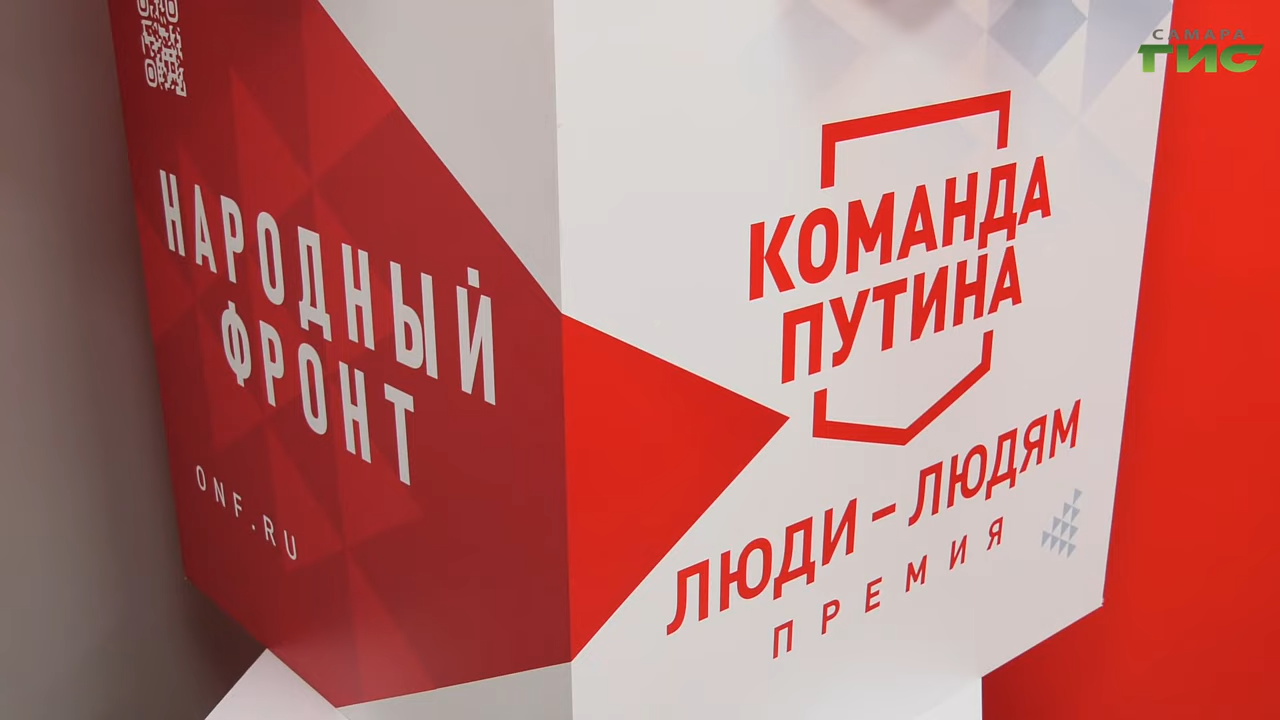 САМАРА
ГИС
НАРОДНЫЙ
ФРОНТ
ONF.RU
КОМАНДА
ПУТИНА
ЛЮДИ – ЛЮДЯМ
ПРЕМИЯ